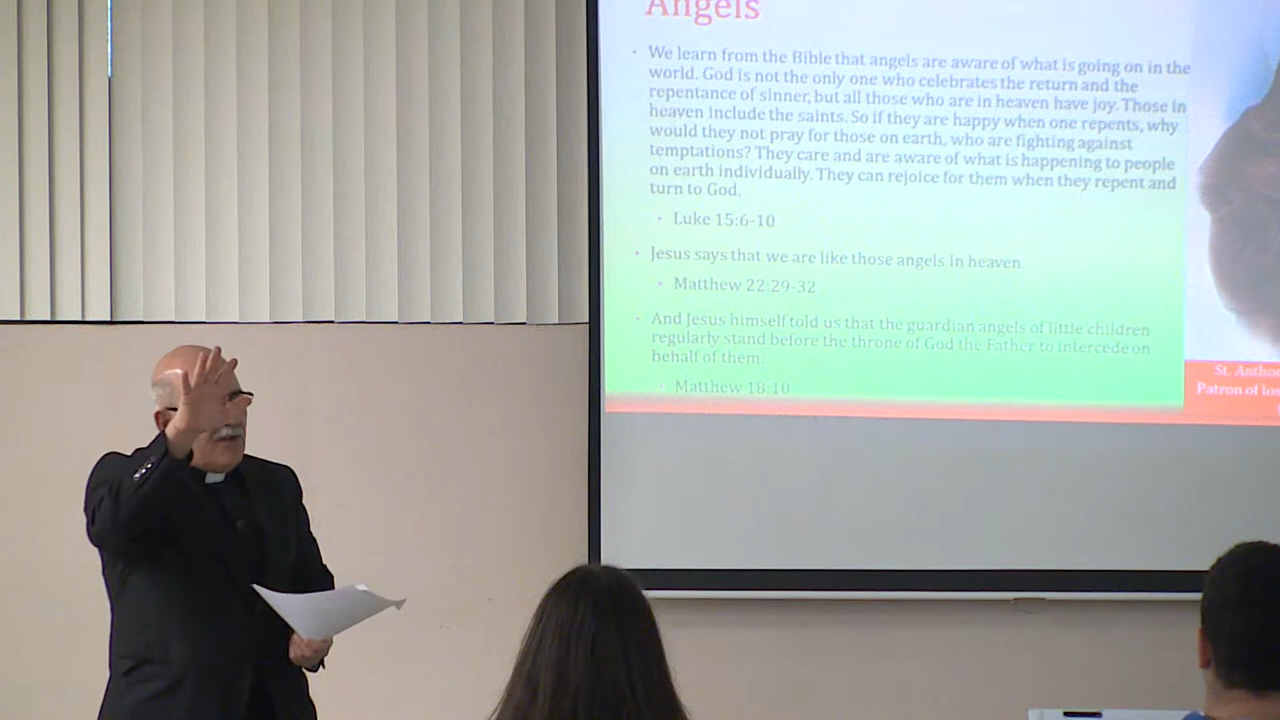 Angels
• We learn from the Bible that angels are aware of what is going on in the
world. God is not the only one who celebrates the return and the
repentance of sinner, but all those who are in heaven have joy. Those in
heaven include the saints. So if they are happy when one repents, why
would they not pray for those on earth, who are fighting against
temptations? They care and are aware of what is happening to people
on earth individually. They can rejoice for them when they repent and
turn to God.
• Luke 15:6-10
• Jesus says that we are like those angels in heaven.
• Matthew 22:29-32
• And Jesus himself told us that the guardian angels of little children
regularly stand before the throne of God the Father to intercede on
behalf of them.
• Matthew 18:10
St.
Patron of